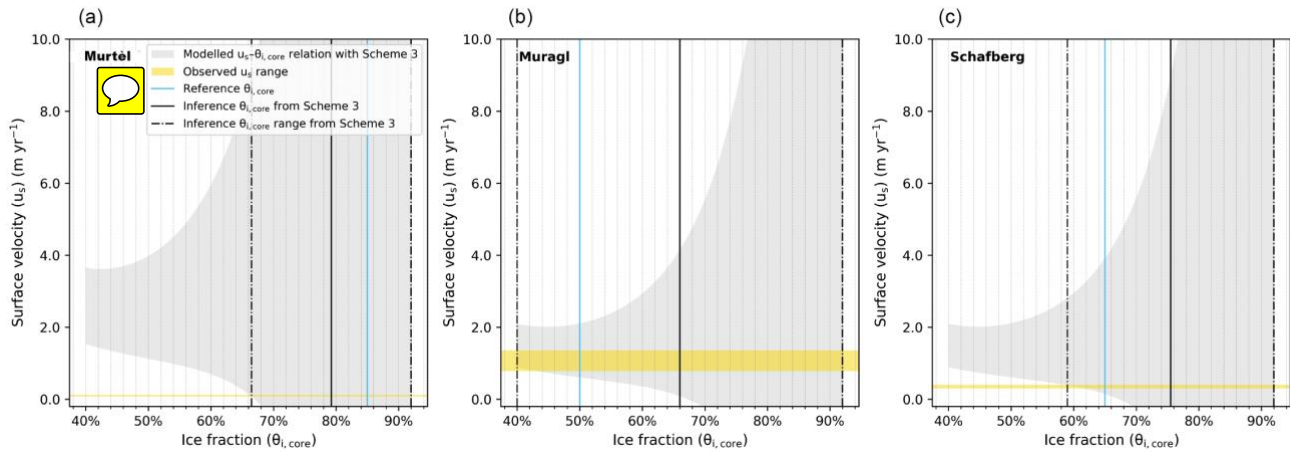 (a)
Murtèl
Modelled uₛ-θᵢ,core relation with Scheme 3
Observed uₛ range
Reference θᵢ,core
Inference θᵢ,core from Scheme 3
Inference θᵢ,core range from Scheme 3
10.0
8.0
6.0
4.0
2.0
0.0
Surface velocity (uₛ) (m yr⁻¹)
40% 50% 60% 70% 80% 90%
Ice fraction (θᵢ,core)
(b)
Muragl
10.0
8.0
6.0
4.0
2.0
0.0
Surface velocity (uₛ) (m yr⁻¹)
40% 50% 60% 70% 80% 90%
Ice fraction (θᵢ,core)
(c)
Schafberg
10.0
8.0
6.0
4.0
2.0
0.0
Surface velocity (uₛ) (m yr⁻¹)
40% 50% 60% 70% 80% 90%
Ice fraction (θᵢ,core)